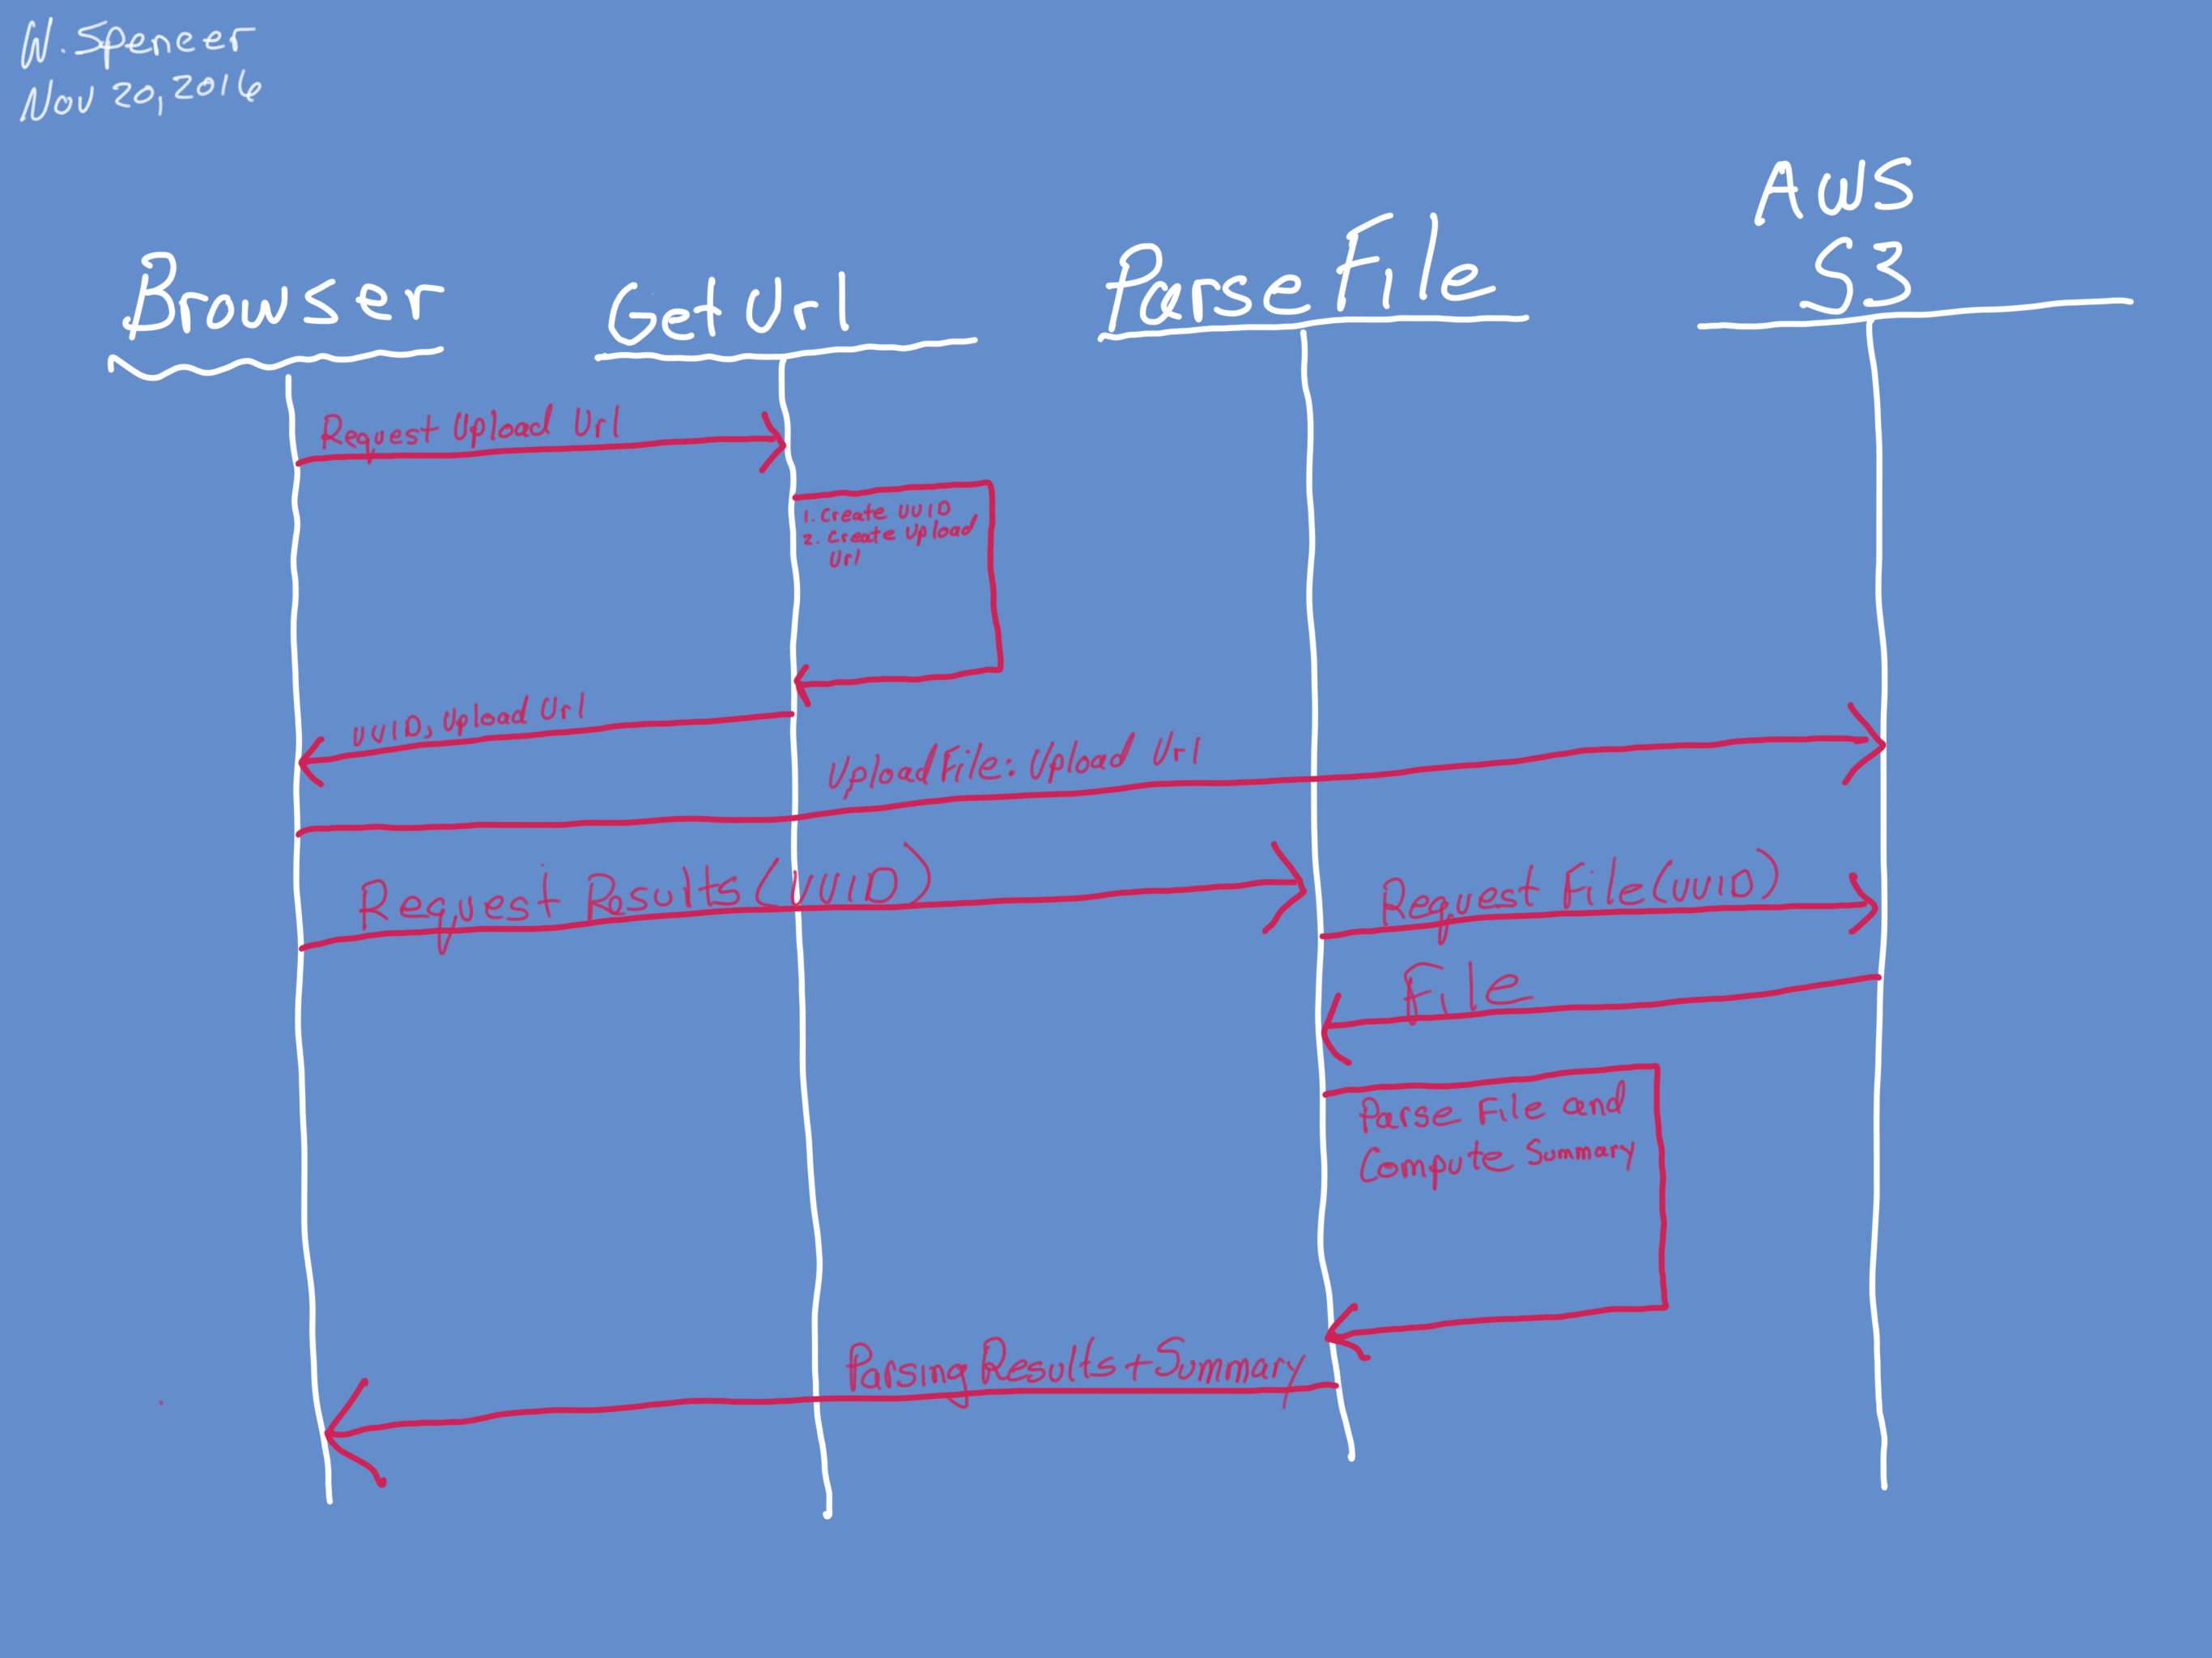 W. Spencer
Nov 20, 2016
AWS
S3
Browser
Get Url
Parse File
Request Upload Url
1. Create UUID
2. Create Upload
Url
UUID, Upload Url
Upload File: Upload Url
Request Results (UUID)
Request File (UUID)
File
Parse File and
Compute Summary
Parsing Results + Summary